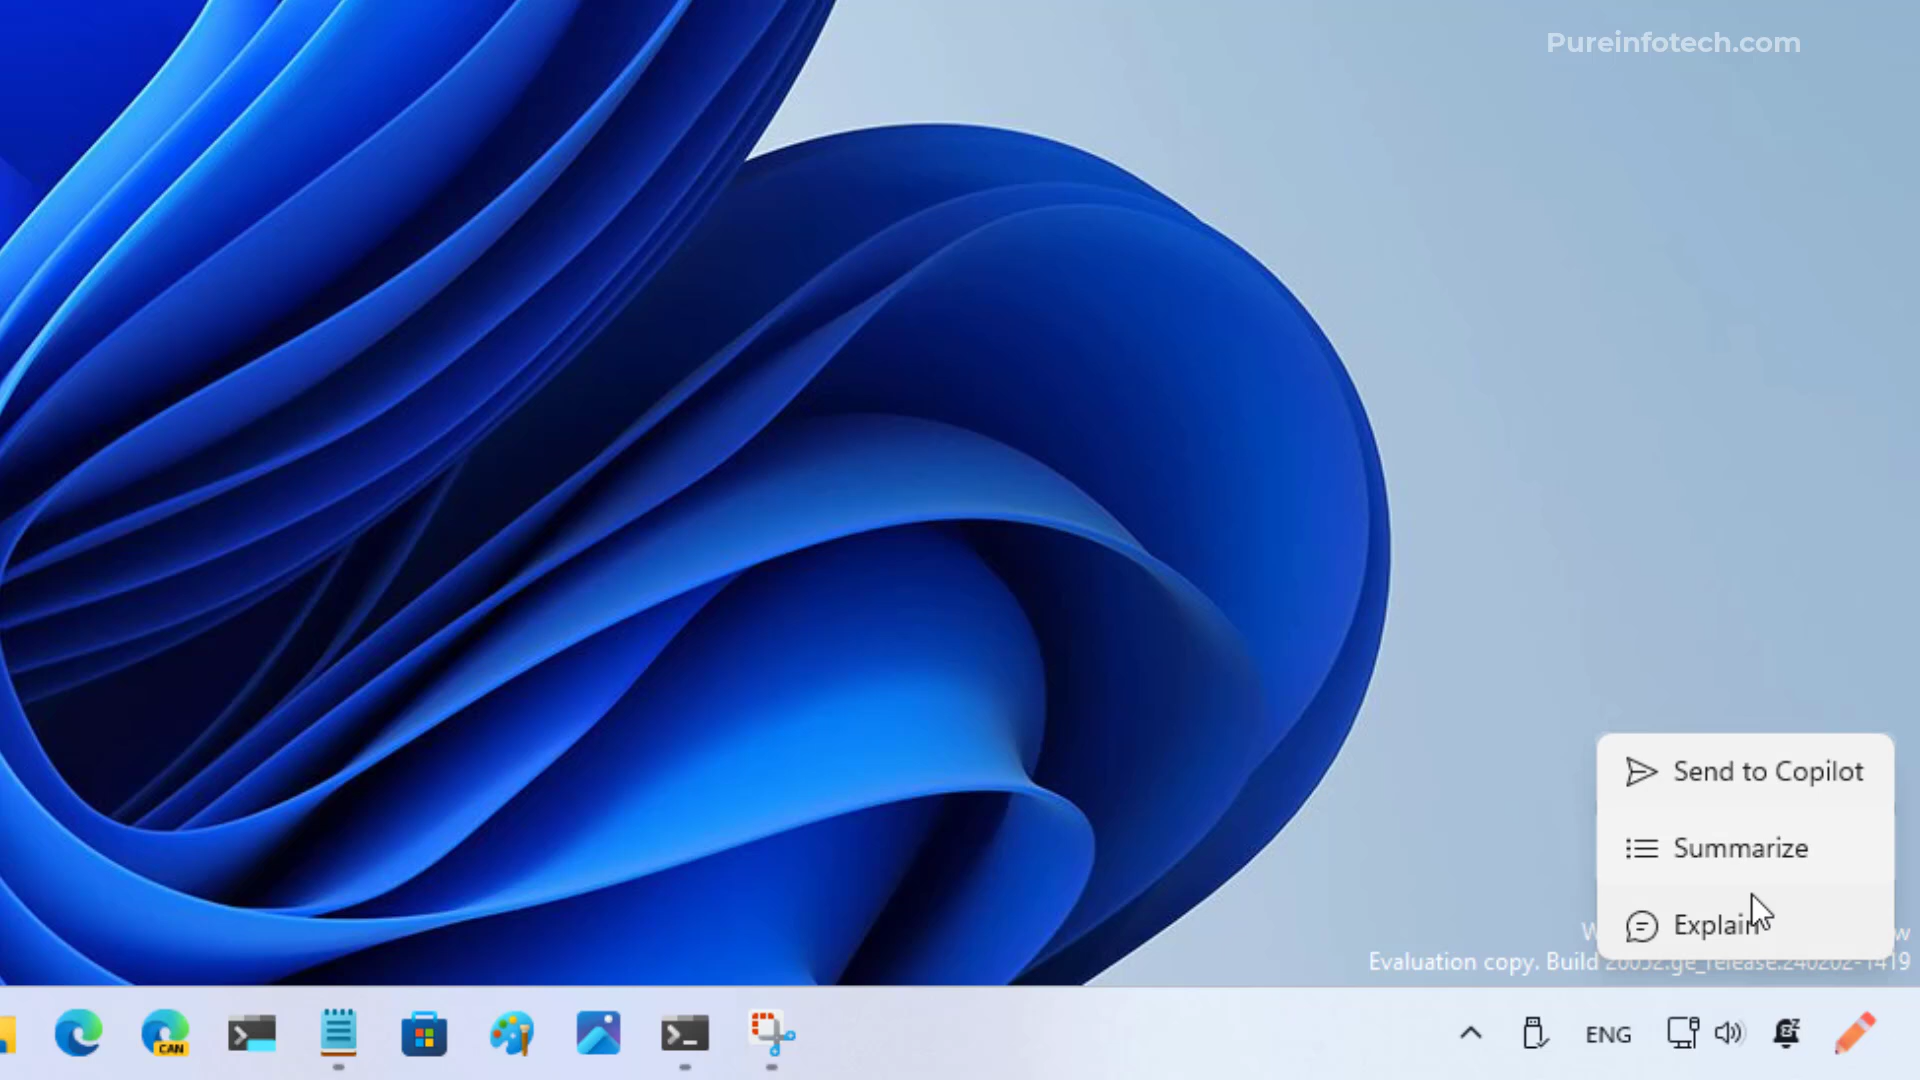 Pureinfotech.com
Send to Copilot
Summarize
Explain
Evaluation copy. Build
CAN
ENG